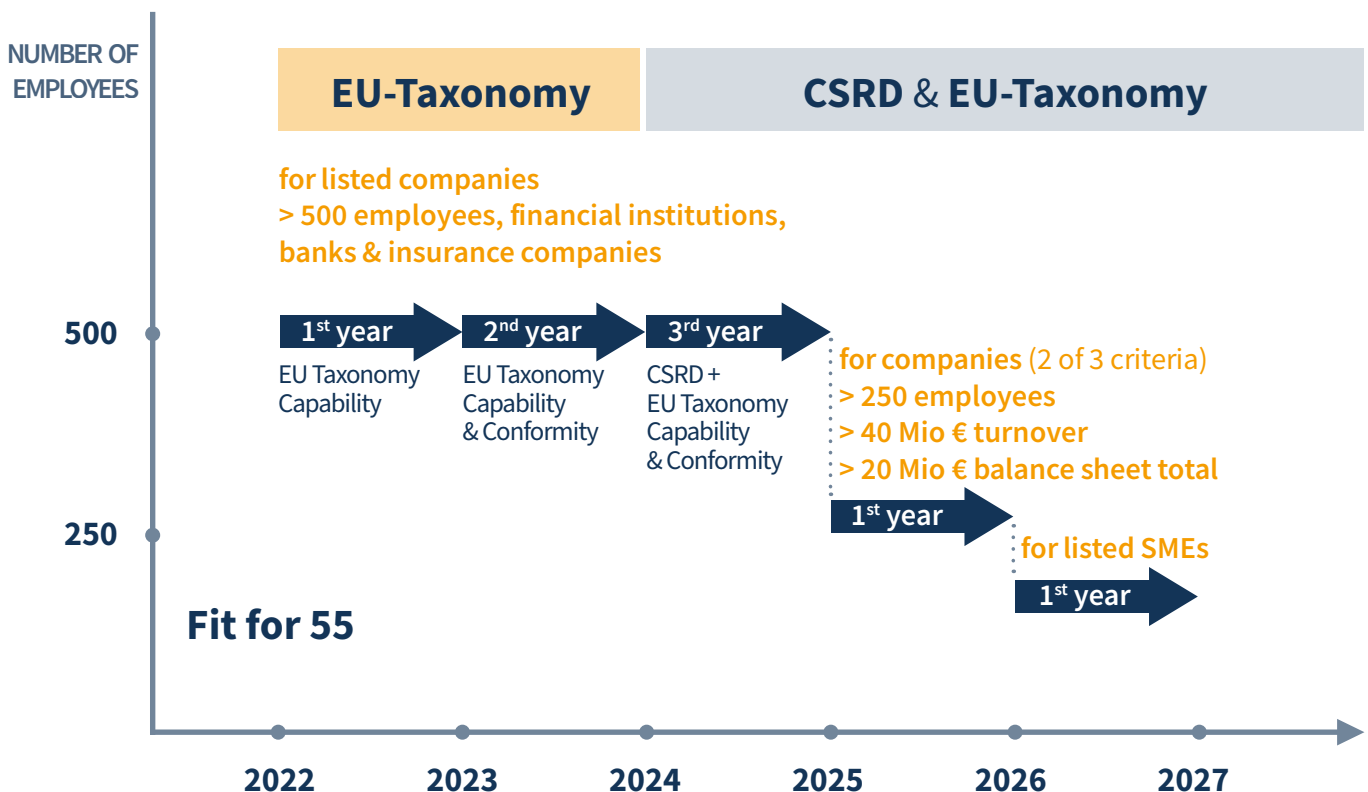 NUMBER OF
EMPLOYEES
EU-Taxonomy
CSRD & EU-Taxonomy
for listed companies
> 500 employees, financial institutions,
banks & insurance companies
500
1st year
2nd year
3rd year
EU Taxonomy
Capability
EU Taxonomy
Capability
& Conformity
CSRD +
EU Taxonomy
Capability
& Conformity
for companies (2 of 3 criteria)
> 250 employees
> 40 Mio € turnover
> 20 Mio € balance sheet total
250
1st year
for listed SMEs
1st year
Fit for 55
2022
2023
2024
2025
2026
2027